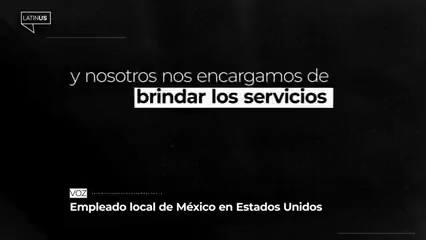 LATINUS
y nosotros nos encargamos de
brindar los servicios
VOZ
Empleado local de México en Estados Unidos